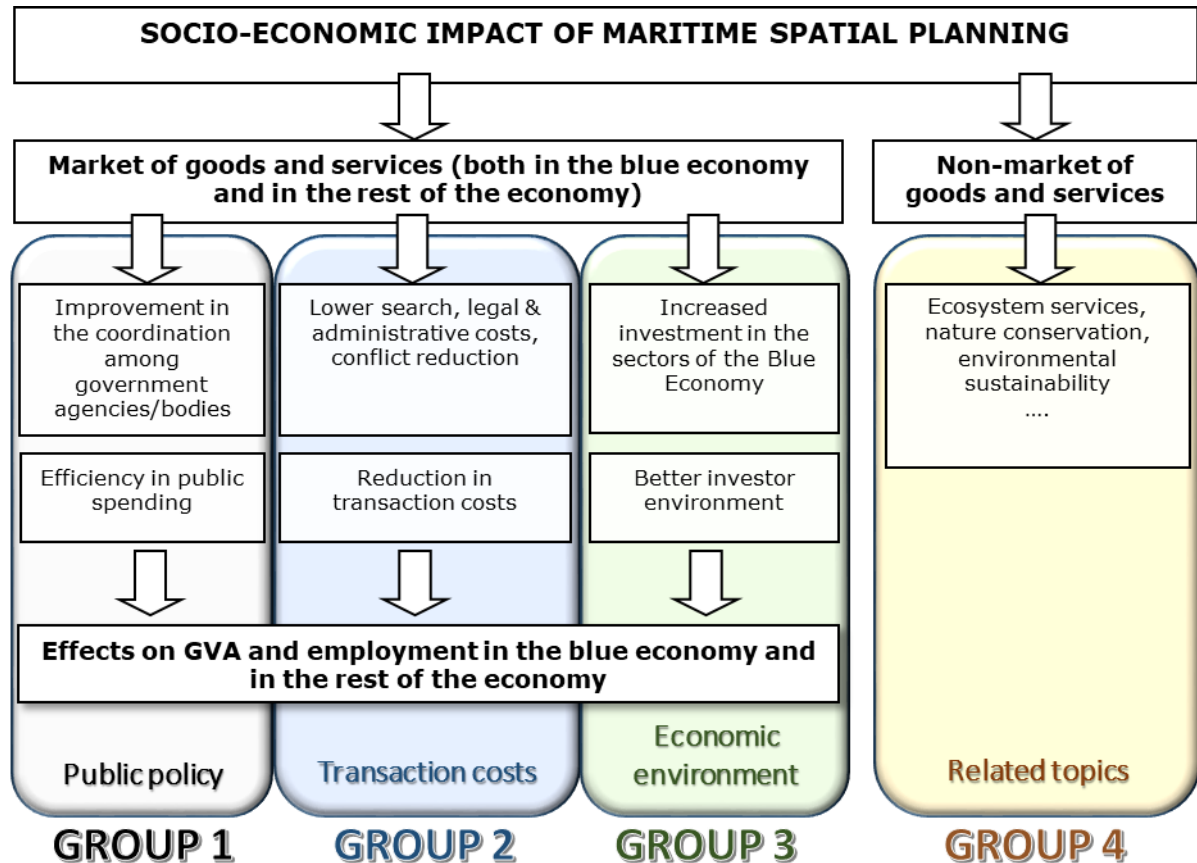 SOCIO-ECONOMIC IMPACT OF MARITIME SPATIAL PLANNING
Market of goods and services (both in the blue economy
and in the rest of the economy)
Non-market of
goods and services
Improvement in
the coordination
among
government
agencies/bodies
Efficiency in public
spending
Lower search, legal &
administrative costs,
conflict reduction
Reduction in
transaction costs
Increased
investment in the
sectors of the Blue
Economy
Better investor
environment
Ecosystem services,
nature conservation,
environmental
sustainability
....
Effects on GVA and employment in the blue economy and
in the rest of the economy
Public policy
Transaction costs
Economic
environment
Related topics
GROUP 1
GROUP 2
GROUP 3
GROUP 4